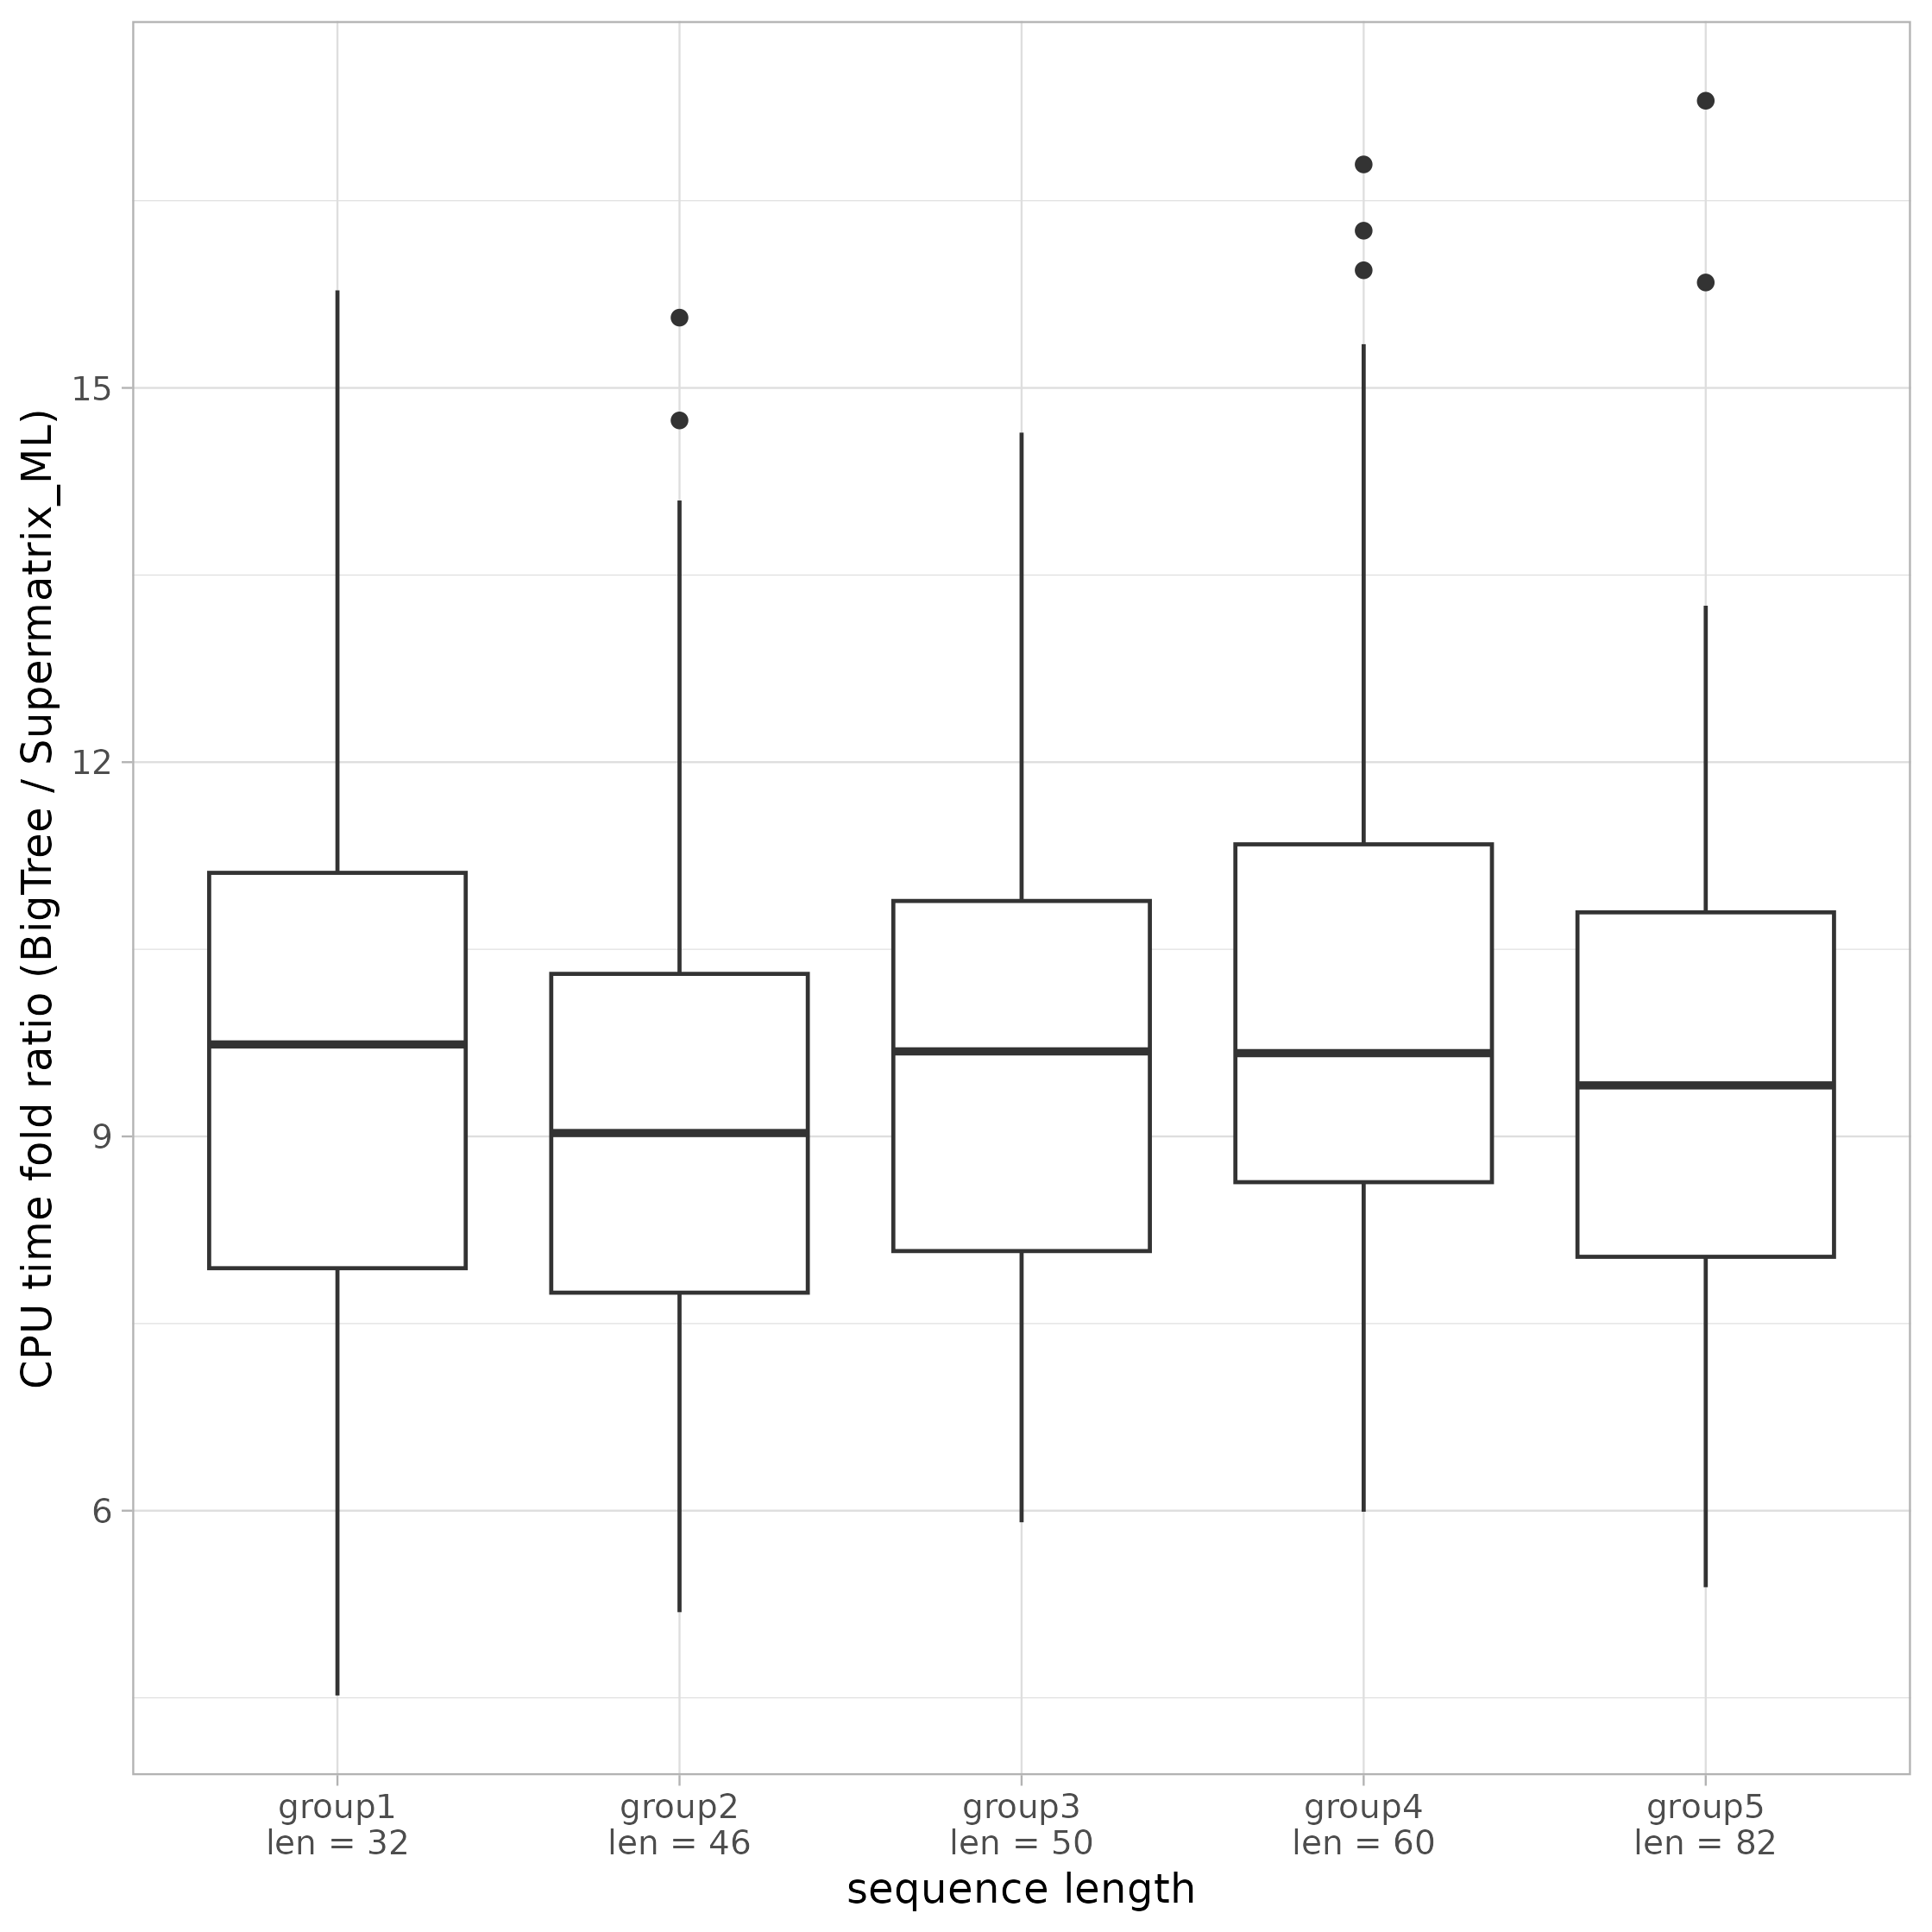 CPU time fold ratio (BigTree / Supermatrix_ML)
15
12
9
6
group1
len = 32
group2
len = 46
group3
len = 50
group4
len = 60
group5
len = 82
sequence length